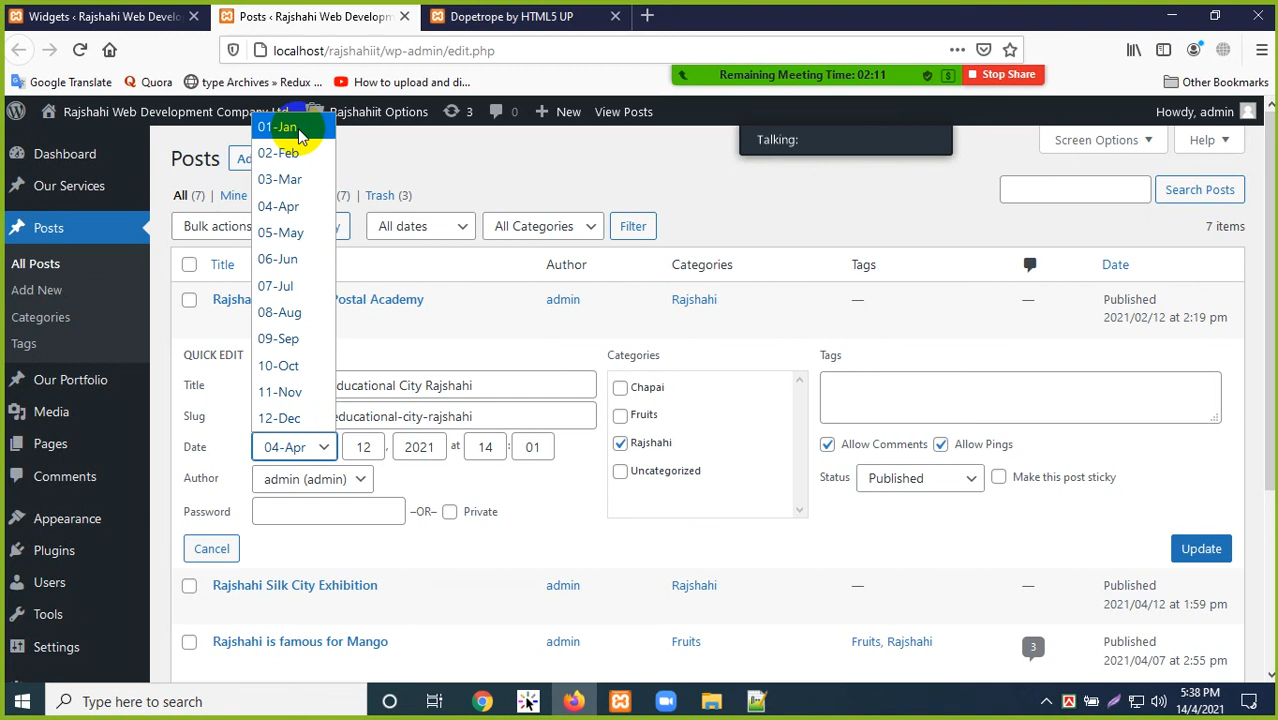 Widgets ‹ Rajshahi Web Developm
Posts ‹ Rajshahi Web Developmen
Dopetrope by HTML5 UP
localhost/rajshahiit/wp-admin/edit.php
Google Translate
Quora
type Archives ‹ Redux ...
How to upload and di...
Remaining Meeting Time: 02:11
Stop Share
Other Bookmarks
Rajshahi Web Development Company Ltd.
Rajshahiit Options
3
0
New
View Posts
Howdy, admin
Talking:
Screen Options
Help
Dashboard
Our Services
Posts
All Posts
Add New
Categories
Tags
Our Portfolio
Media
Pages
Comments
Appearance
Plugins
Users
Tools
Settings
Posts
All (7)
Mine
(7)
Trash (3)
Search Posts
Bulk actions
All dates
All Categories
Filter
7 items
Title
Author
Categories
Tags
Date
01-Jan
02-Feb
03-Mar
04-Apr
05-May
06-Jun
07-Jul
08-Aug
09-Sep
10-Oct
11-Nov
12-Dec
Postal Academy
admin
Rajshahi
—
—
Published
2021/02/12 at 2:19 pm
QUICK EDIT
Title
educational City Rajshahi
Slug
educational-city-rajshahi
Date
04-Apr
12
,
2021
at
14
:
01
Author
admin (admin)
Password
–OR–
Private
Categories
Chapai
Fruits
Rajshahi
Uncategorized
Tags
Allow Comments
Allow Pings
Status
Published
Make this post sticky
Cancel
Update
Rajshahi Silk City Exhibition
admin
Rajshahi
—
—
Published
2021/04/12 at 1:59 pm
Rajshahi is famous for Mango
admin
Fruits
Fruits, Rajshahi
3
Published
2021/04/07 at 2:55 pm
Type here to search
5:38 PM
14/4/2021